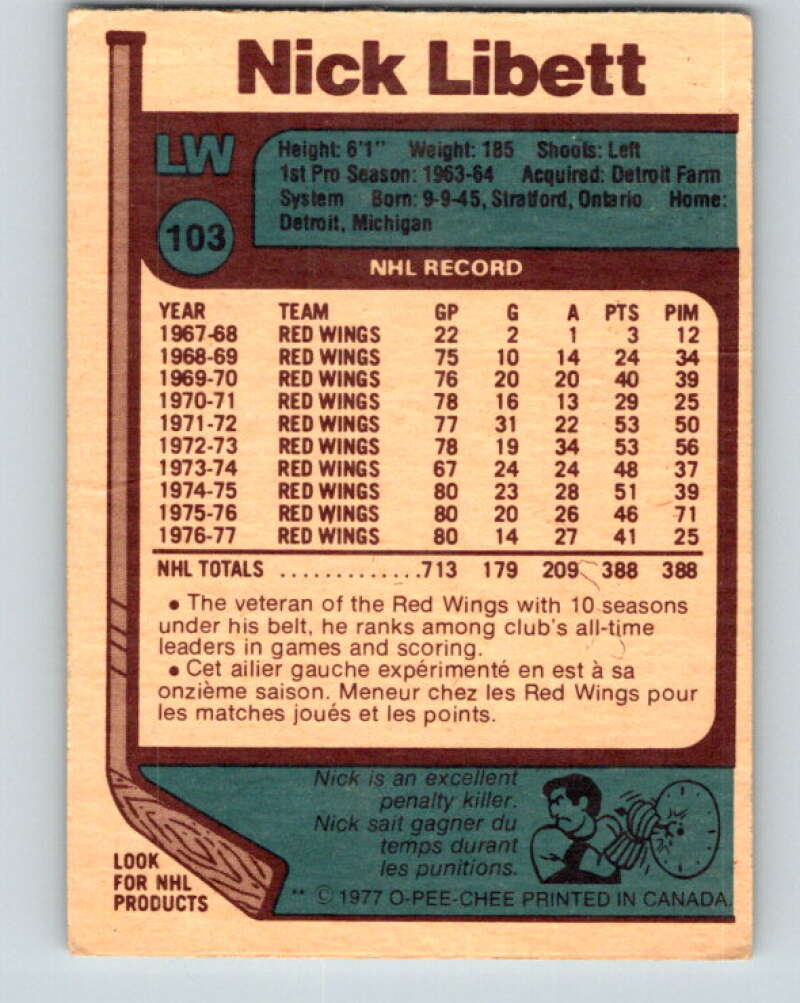 Nick Libett
LW
Height: 6'1" Weight: 185 Shoots: Left
1st Pro Season: 1963-64 Acquired: Detroit Farm
System Born: 9-9-45, Stratford, Ontario Home:
Detroit, Michigan
103
NHL RECORD
YEAR TEAM GP G A PTS PIM
1967-68 RED WINGS 22 2 1 3 12
1968-69 RED WINGS 75 10 14 24 34
1969-70 RED WINGS 76 20 20 40 39
1970-71 RED WINGS 78 16 13 29 25
1971-72 RED WINGS 77 31 22 53 50
1972-73 RED WINGS 78 19 34 53 56
1973-74 RED WINGS 67 24 24 48 37
1974-75 RED WINGS 80 23 28 51 39
1975-76 RED WINGS 80 20 26 46 71
1976-77 RED WINGS 80 14 27 41 25
NHL TOTALS .............713 179 209 388 388
• The veteran of the Red Wings with 10 seasons
under his belt, he ranks among club's all-time
leaders in games and scoring.
• Cet ailier gauche expérimenté en est à sa
onzième saison. Meneur chez les Red Wings pour
les matches joués et les points.
Nick is an excellent
penalty killer.
Nick sait gagner du
temps durant
les punitions.
LOOK
FOR NHL
PRODUCTS
** © 1977 O-PEE-CHEE PRINTED IN CANADA.